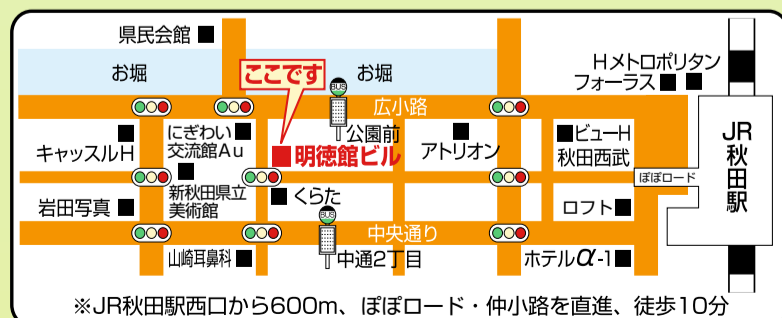 県民会館
お堀
ここです
お堀
Hメトロポリタン
フォーラス
BUS
広小路
公園前
キャッスルH
にぎわい
交流館Au
明徳館ビル
アトリオン
ビューH
秋田西武
JR
秋田駅
ぽぽロード
新秋田県立
美術館
くらた
岩田写真
ロフト
BUS
中央通り
山崎耳鼻科
中通2丁目
ホテルα-1
※JR秋田駅西口から600m、ぽぽロード・仲小路を直進、徒歩10分